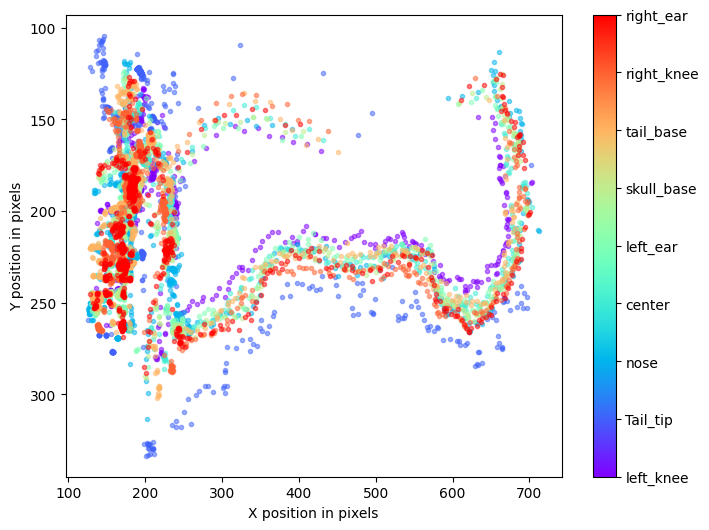 100
150
200
250
300
Y position in pixels
100
200
300
400
500
600
700
X position in pixels
right_ear
right_knee
tail_base
skull_base
left_ear
center
nose
Tail_tip
left_knee